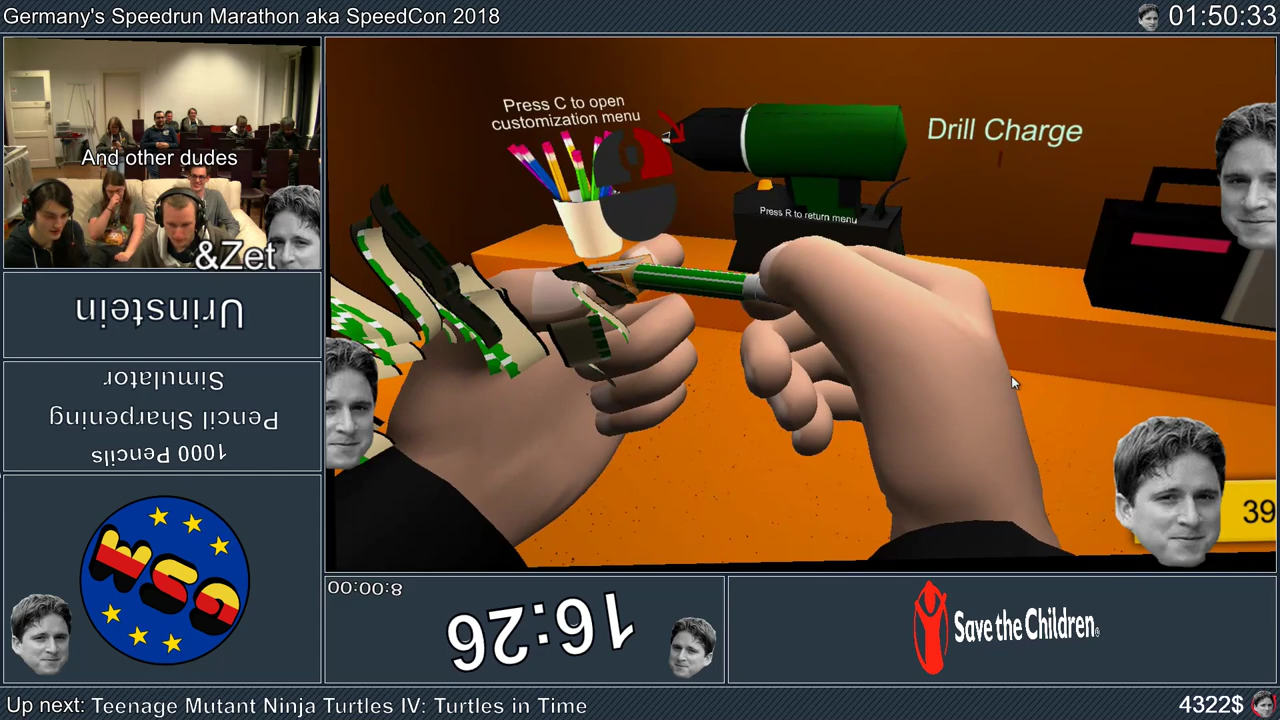 Germany's Speedrun Marathon aka SpeedCon 2018
01:50:33
And other dudes
&Zet
Press C to open
customization menu
Drill Charge
Press R to return menu
39
Urinstein
1000 Pencils
Pencil Sharpening
Simulator
GSM
8:00:00
16:26
Save the Children®
Up next: Teenage Mutant Ninja Turtles IV: Turtles in Time
4322$